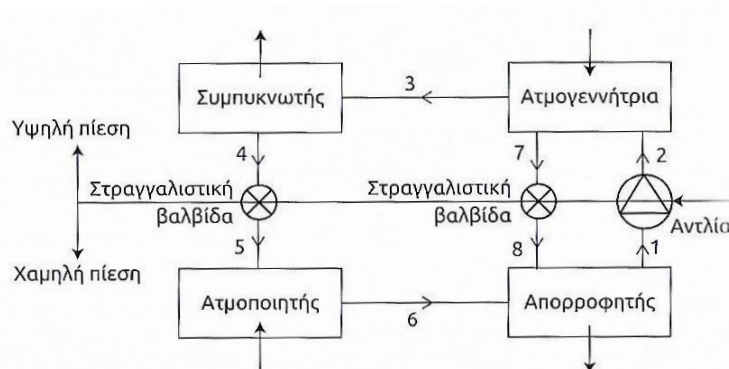 3
Συμπυκνωτής
Ατμογεννήτρια
Υψηλή πίεση
4
7
2
Στραγγαλιστική
βαλβίδα
Στραγγαλιστική
βαλβίδα
Αντλία
5
8
1
Χαμηλή πίεση
Ατμοποιητής
6
Απορροφητής